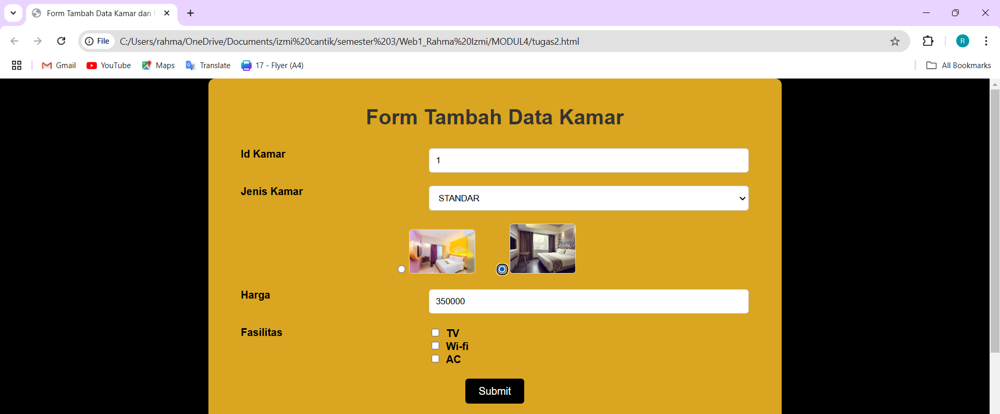 Form Tambah Data Kamar dan
File
C:/Users/rahma/OneDrive/Documents/izmi%20cantik/semester%203/Web1_Rahma%20Izmi/MODUL4/tugas2.html
R
Gmail
YouTube
Maps
Translate
17 - Flyer (A4)
All Bookmarks
Form Tambah Data Kamar
Id Kamar
1
Jenis Kamar
STANDAR
Harga
350000
Fasilitas
TV
Wi-fi
AC
Submit